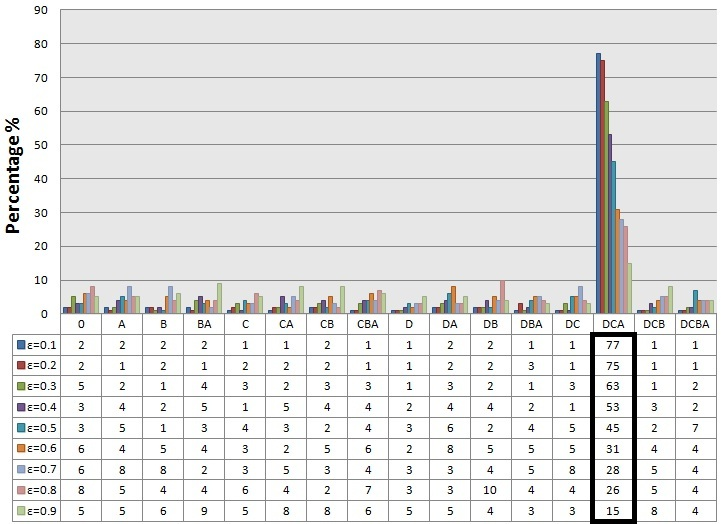 90
80
70
60
50
40
30
20
10
0
Percentage %
0 A B BA C CA CB CBA D DA DB DBA DC DCA DCB DCBA
ε=0.1 2 2 2 2 1 1 2 1 1 2 2 1 1 77 1 1
ε=0.2 2 1 2 1 2 2 2 1 1 2 2 3 1 75 1 1
ε=0.3 5 2 1 4 3 2 3 3 1 3 2 1 3 63 1 2
ε=0.4 3 4 2 5 1 5 4 4 2 4 4 2 1 53 3 2
ε=0.5 3 5 1 3 4 3 2 4 3 6 2 4 5 45 2 7
ε=0.6 6 4 5 4 3 2 5 6 2 8 5 5 5 31 4 4
ε=0.7 6 8 8 2 3 5 3 4 3 3 4 5 8 28 5 4
ε=0.8 8 5 4 4 6 4 2 7 3 3 10 4 4 26 5 4
ε=0.9 5 5 6 9 5 8 8 6 5 5 4 3 3 15 8 4